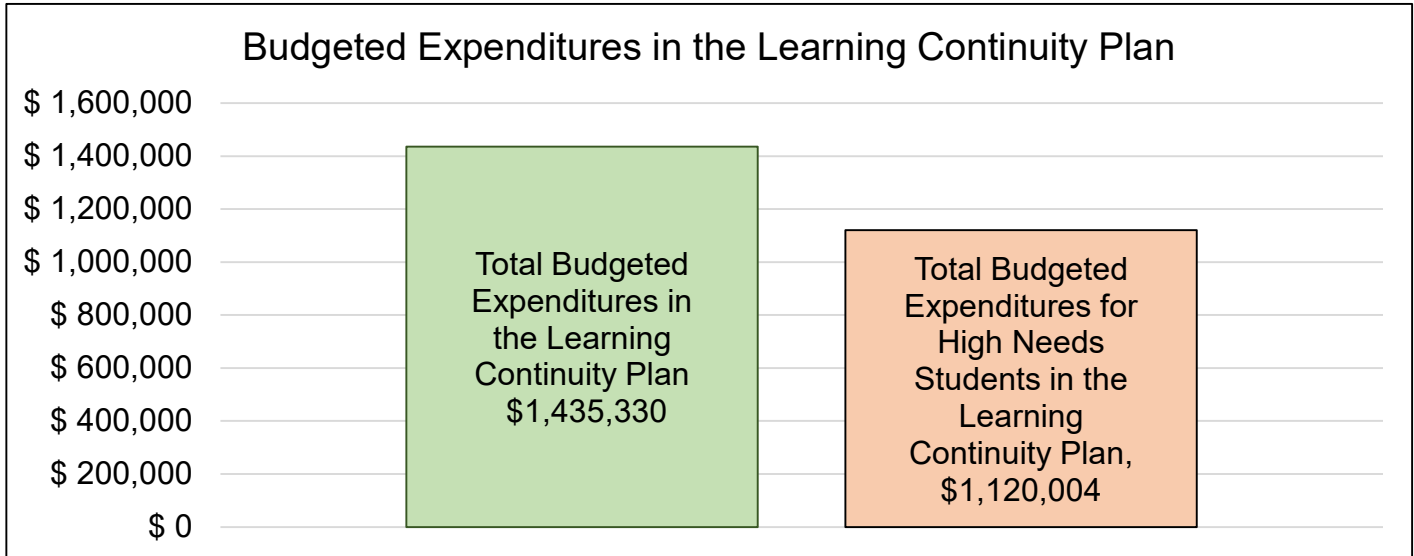 Budgeted Expenditures in the Learning Continuity Plan
$ 1,600,000
$ 1,400,000
$ 1,200,000
$ 1,000,000
$ 800,000
$ 600,000
$ 400,000
$ 200,000
$ 0
Total Budgeted
Expenditures in
the Learning
Continuity Plan
$1,435,330
Total Budgeted
Expenditures for
High Needs
Students in the
Learning
Continuity Plan,
$1,120,004